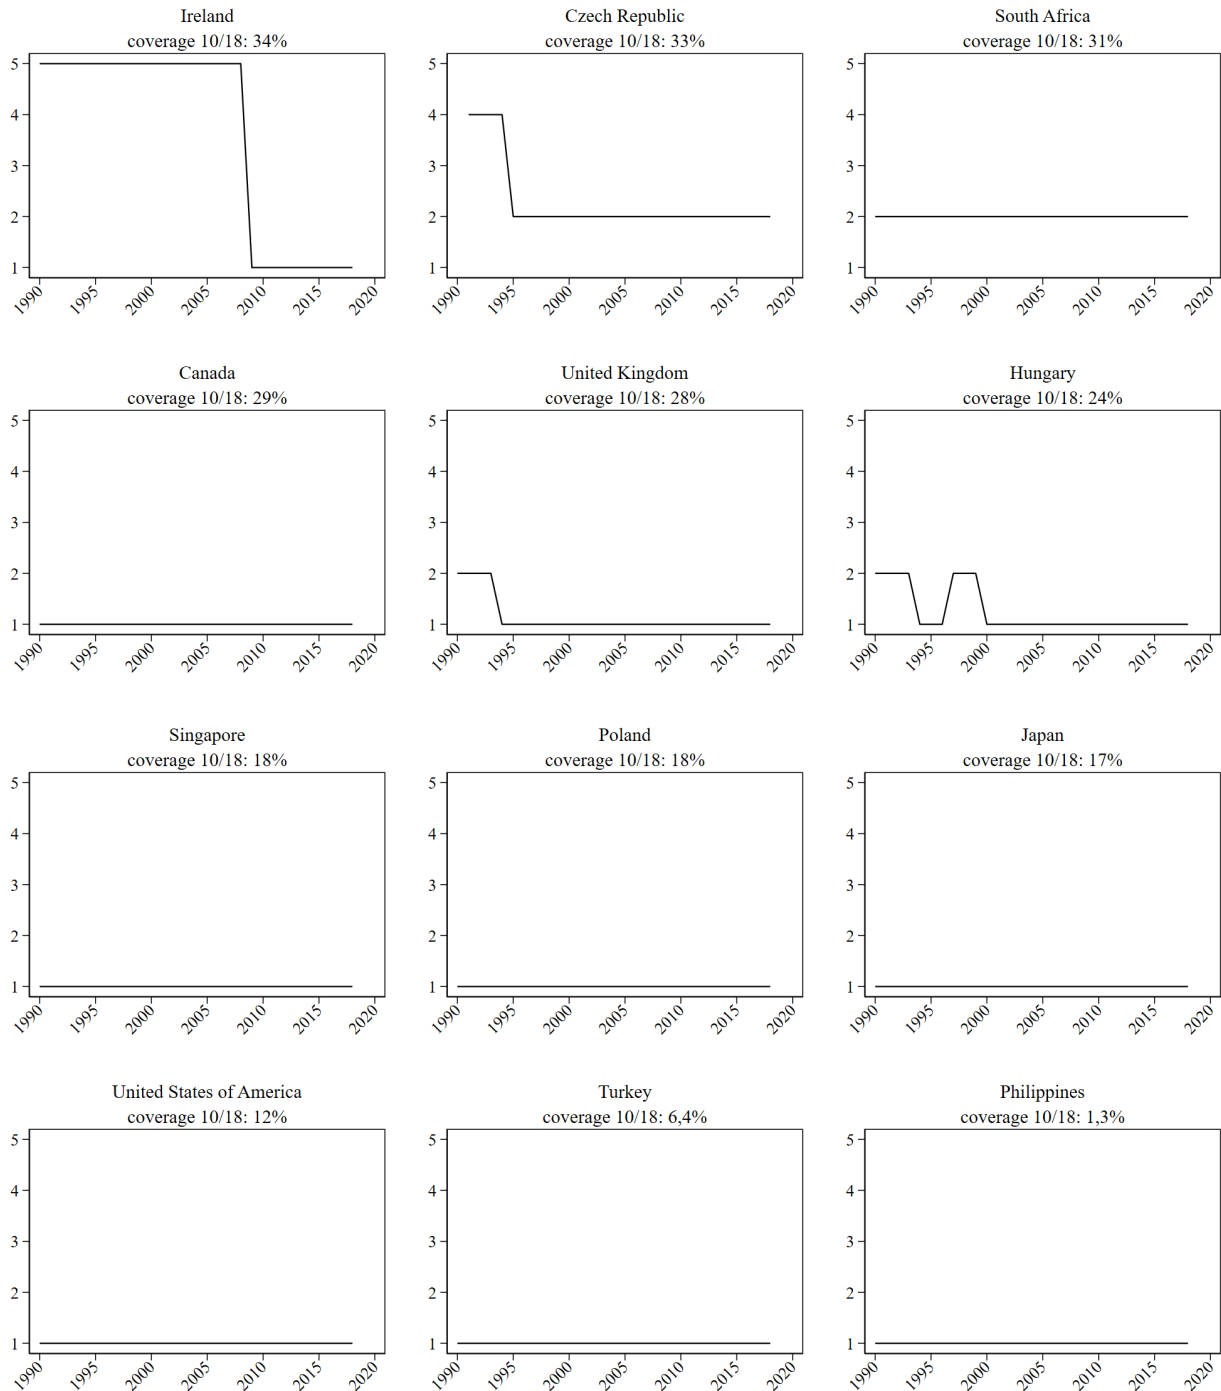 Ireland
coverage 10/18: 34%
5
4
3
2
1
1990 1995 2000 2005 2010 2015 2020
Czech Republic
coverage 10/18: 33%
5
4
3
2
1
1990 1995 2000 2005 2010 2015 2020
South Africa
coverage 10/18: 31%
5
4
3
2
1
1990 1995 2000 2005 2010 2015 2020
Canada
coverage 10/18: 29%
5
4
3
2
1
1990 1995 2000 2005 2010 2015 2020
United Kingdom
coverage 10/18: 28%
5
4
3
2
1
1990 1995 2000 2005 2010 2015 2020
Hungary
coverage 10/18: 24%
5
4
3
2
1
1990 1995 2000 2005 2010 2015 2020
Singapore
coverage 10/18: 18%
5
4
3
2
1
1990 1995 2000 2005 2010 2015 2020
Poland
coverage 10/18: 18%
5
4
3
2
1
1990 1995 2000 2005 2010 2015 2020
Japan
coverage 10/18: 17%
5
4
3
2
1
1990 1995 2000 2005 2010 2015 2020
United States of America
coverage 10/18: 12%
5
4
3
2
1
1990 1995 2000 2005 2010 2015 2020
Turkey
coverage 10/18: 6,4%
5
4
3
2
1
1990 1995 2000 2005 2010 2015 2020
Philippines
coverage 10/18: 1,3%
5
4
3
2
1
1990 1995 2000 2005 2010 2015 2020